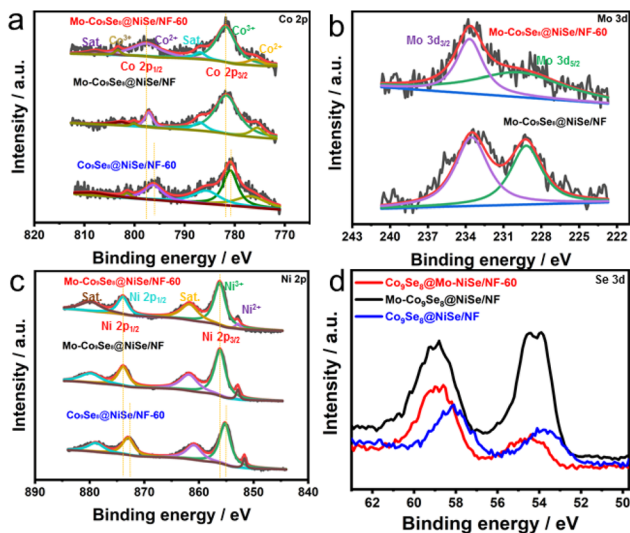 a
Co 2p
Mo-Co₉Se₈@NiSe/NF-60
Sat.
Co³⁺
Co²⁺
Sat.
Co³⁺
Co²⁺
Co 2p₁/₂
Co 2p₃/₂
Mo-Co₉Se₈@NiSe/NF
Co₉Se₈@NiSe/NF-60
Intensity / a.u.
820 810 800 790 780 770
Binding energy / eV
b
Mo 3d
Mo-Co₉Se₈@NiSe/NF-60
Mo 3d₃/₂
Mo 3d₅/₂
Mo-Co₉Se₈@NiSe/NF
Intensity / a.u.
243 240 237 234 231 228 225 222
Binding energy / eV
c
Ni 2p
Mo-Co₉Se₈@NiSe/NF-60
Sat.
Ni 2p₁/₂
Sat.
Ni³⁺
Ni²⁺
Ni 2p₁/₂
Ni 2p₃/₂
Mo-Co₉Se₈@NiSe/NF
Co₉Se₈@NiSe/NF-60
Intensity / a.u.
890 880 870 860 850 840
Binding energy / eV
d
Se 3d
Co₉Se₈@Mo-NiSe/NF-60
Mo-Co₉Se₈@NiSe/NF
Co₉Se₈@NiSe/NF
Intensity / a.u.
62 60 58 56 54 52 50
Binding energy / eV